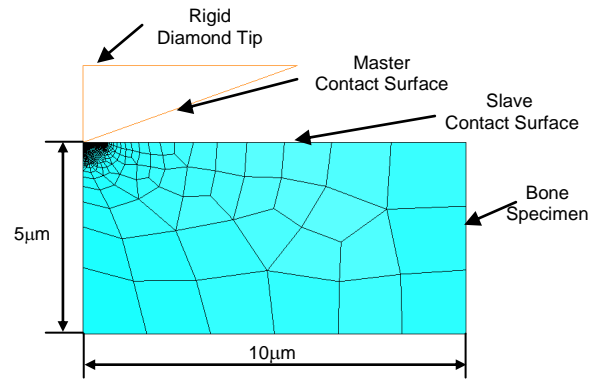 Rigid
Diamond Tip
Master
Contact Surface
Slave
Contact Surface
Bone
Specimen
5μm
10μm